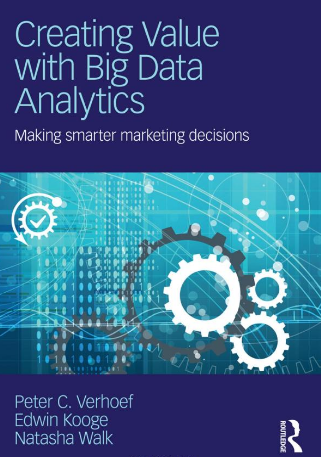 Creating Value
with Big Data
Analytics
Making smarter marketing decisions
Peter C. Verhoef
Edwin Kooge
Natasha Walk
ROUTLEDGE